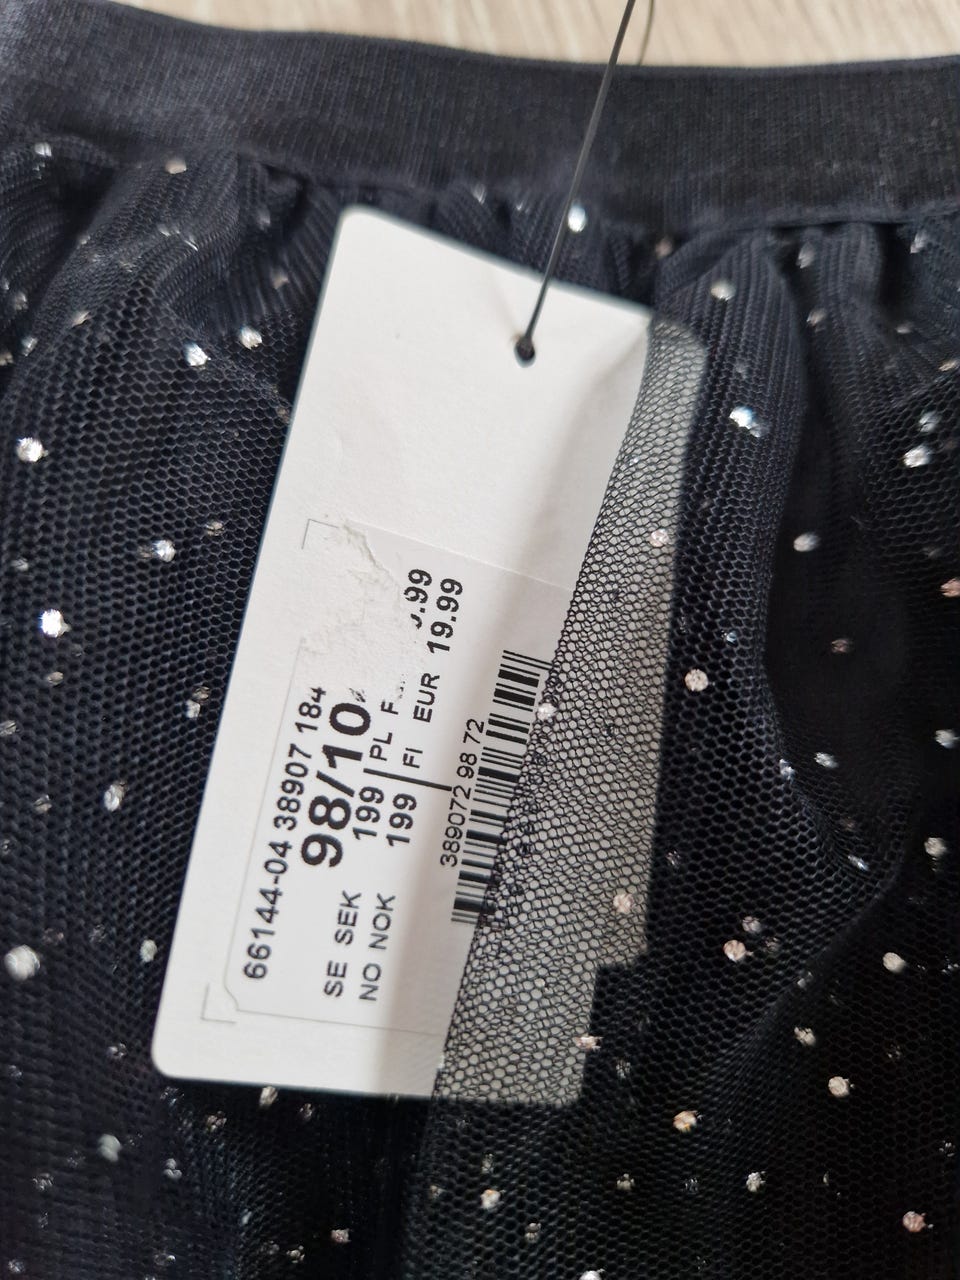 66144-04 38907 184
98/10
SE SEK 199 PL
NO NOK 199 FI EUR 19.99
389072 98 72